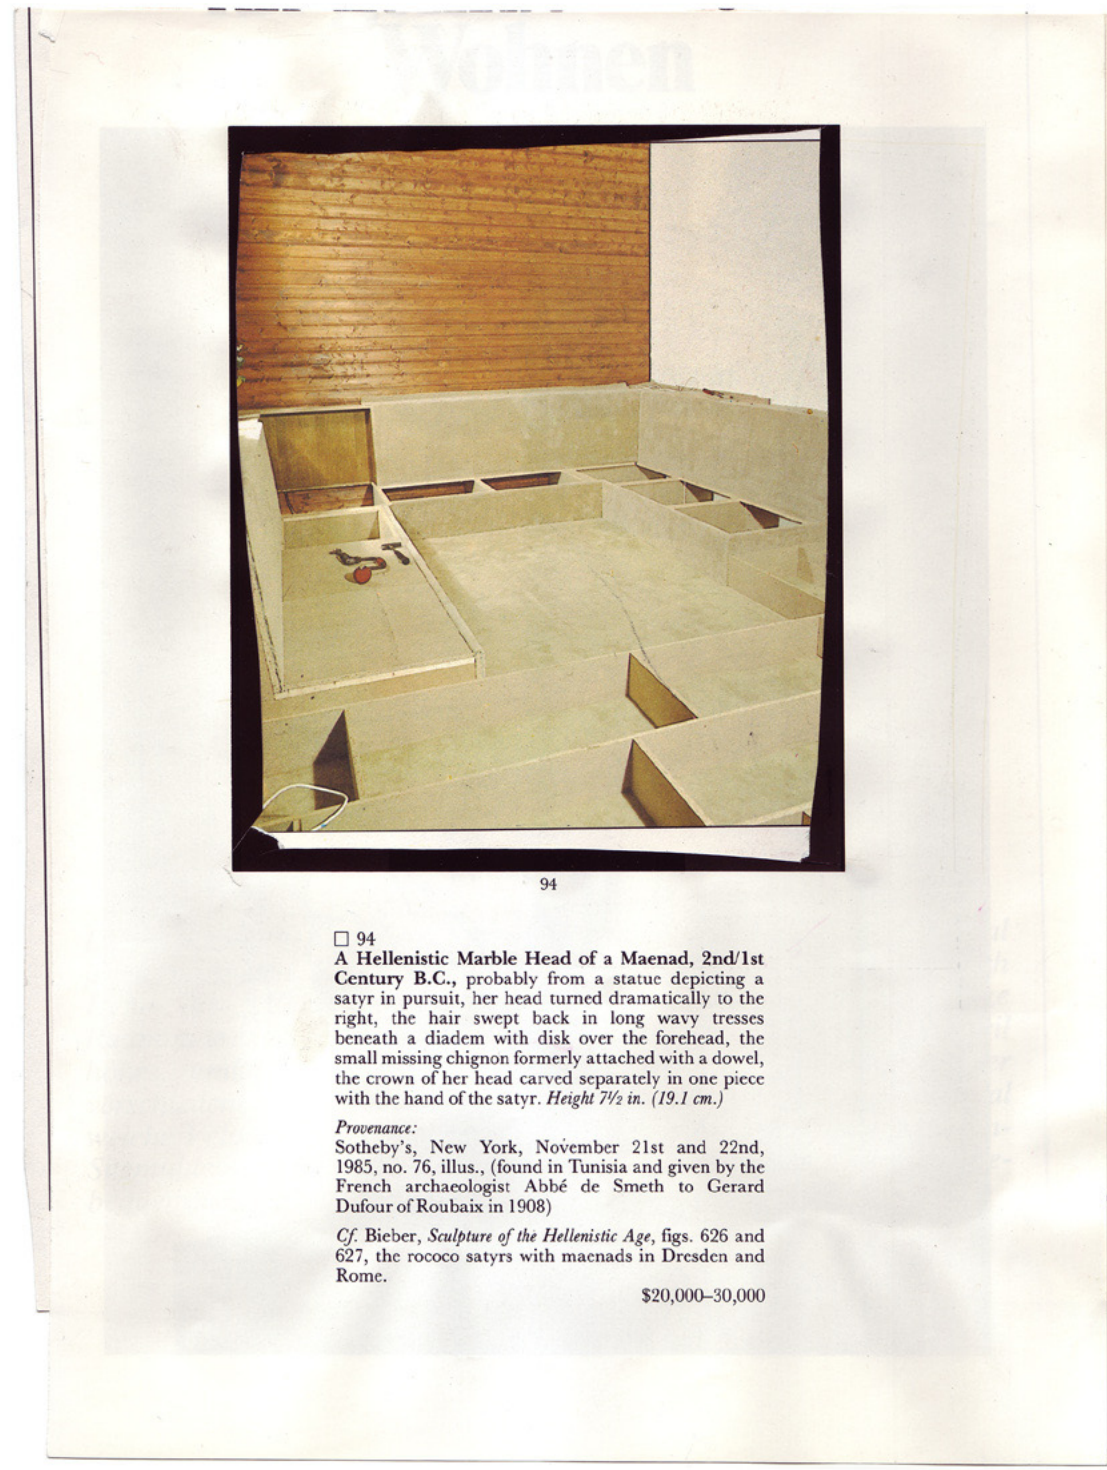 Wohnen
94
□ 94
A Hellenistic Marble Head of a Maenad, 2nd/1st
Century B.C., probably from a statue depicting a
satyr in pursuit, her head turned dramatically to the
right, the hair swept back in long wavy tresses
beneath a diadem with disk over the forehead, the
small missing chignon formerly attached with a dowel,
the crown of her head carved separately in one piece
with the hand of the satyr. Height 7½ in. (19.1 cm.)
Provenance:
Sotheby's, New York, November 21st and 22nd,
1985, no. 76, illus., (found in Tunisia and given by the
French archaeologist Abbé de Smeth to Gerard
Dufour of Roubaix in 1908)
Cf. Bieber, Sculpture of the Hellenistic Age, figs. 626 and
627, the rococo satyrs with maenads in Dresden and
Rome.
$20,000–30,000